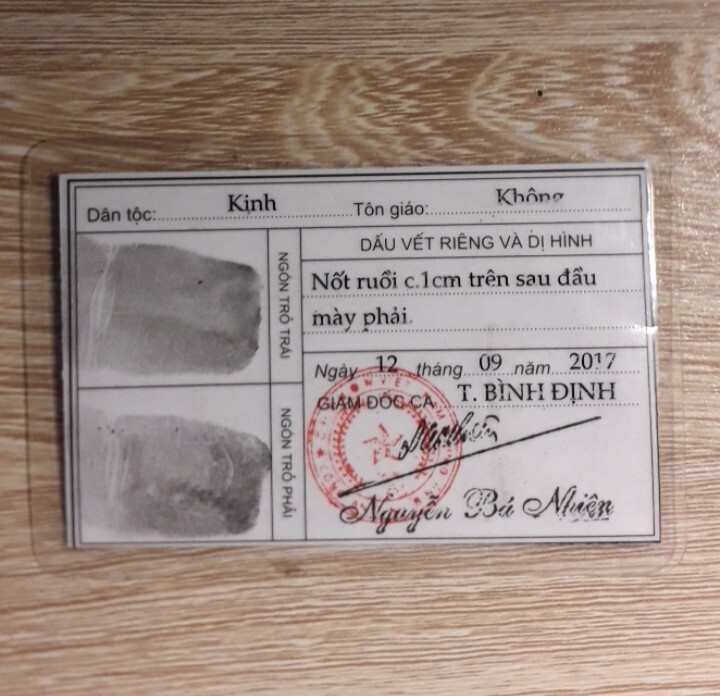 Dân tộc: Kinh Tôn giáo: Không
NGÓN TRỎ TRÁI
NGÓN TRỎ PHẢI
DẤU VẾT RIÊNG VÀ DỊ HÌNH
Nốt ruồi c.1cm trên sau đầu
mày phải.
Ngày 12 tháng 09 năm 2017
GIÁM ĐỐC CA T. BÌNH ĐỊNH
Nguyễn Bá Nhiên